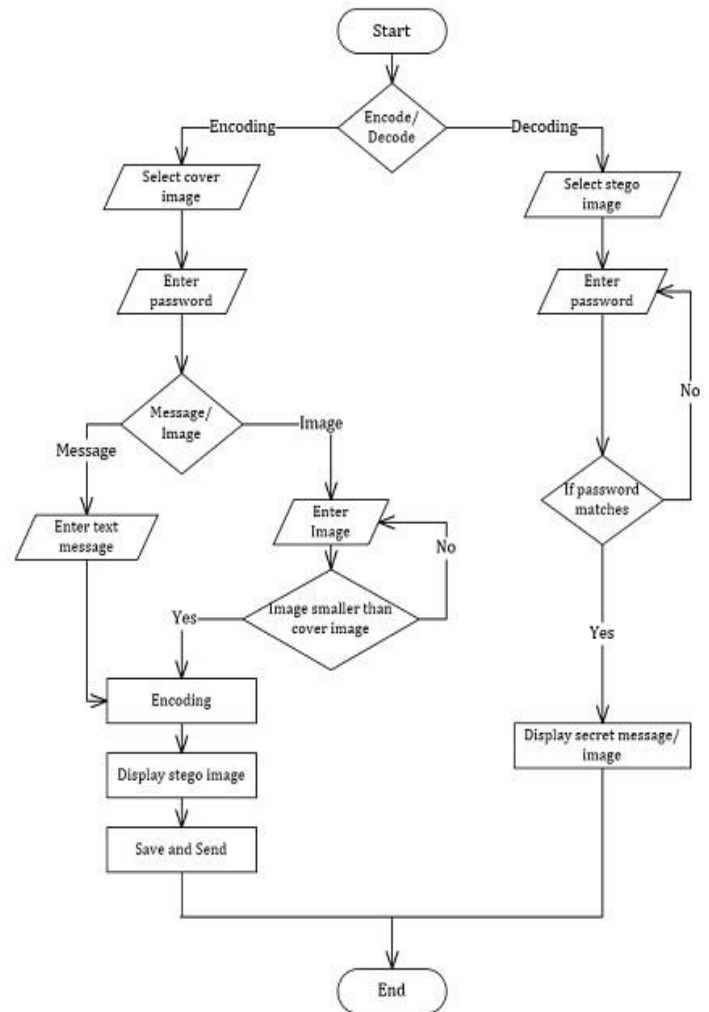 Start
Encode/
Decode
Encoding
Decoding
Select cover
image
Select stego
image
Enter
password
Enter
password
No
Message/
Image
Message
Image
If password
matches
Enter text
message
Enter
Image
No
Image smaller than
cover image
Yes
Yes
Encoding
Display secret message/
image
Display stego image
Save and Send
End